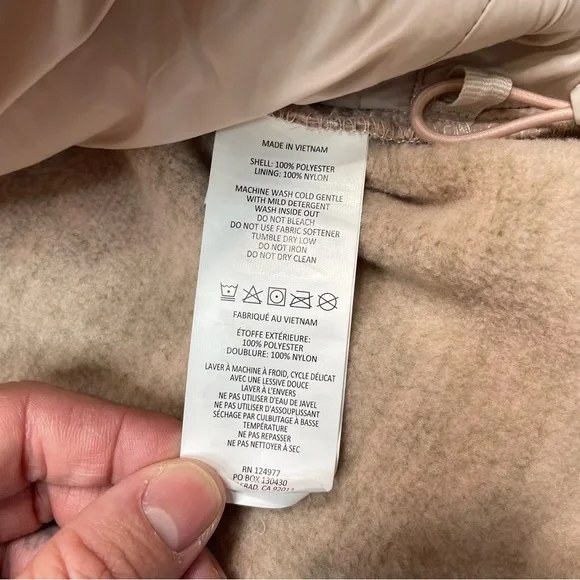 MADE IN VIETNAM
SHELL: 100% POLYESTER
LINING: 100% NYLON
MACHINE WASH COLD GENTLE
WITH MILD DETERGENT
WASH INSIDE OUT
DO NOT BLEACH
DO NOT USE FABRIC SOFTENER
TUMBLE DRY LOW
DO NOT IRON
DO NOT DRY CLEAN
FABRIQUÉ AU VIETNAM
ÉTOFFE EXTÉRIEURE:
100% POLYESTER
DOUBLURE: 100% NYLON
LAVER À MACHINE À FROID, CYCLE DÉLICAT
AVEC UNE LESSIVE DOUCE
LAVER À L'ENVERS
NE PAS UTILISER D'EAU DE JAVEL
NE PAS UTILISER D'ASSOUPLISSANT
SÉCHAGE PAR CULBUTAGE À BASSE
TEMPÉRATURE
NE PAS REPASSER
NE PAS NETTOYER À SEC
RN 124977
PO BOX 130430
CA 92013